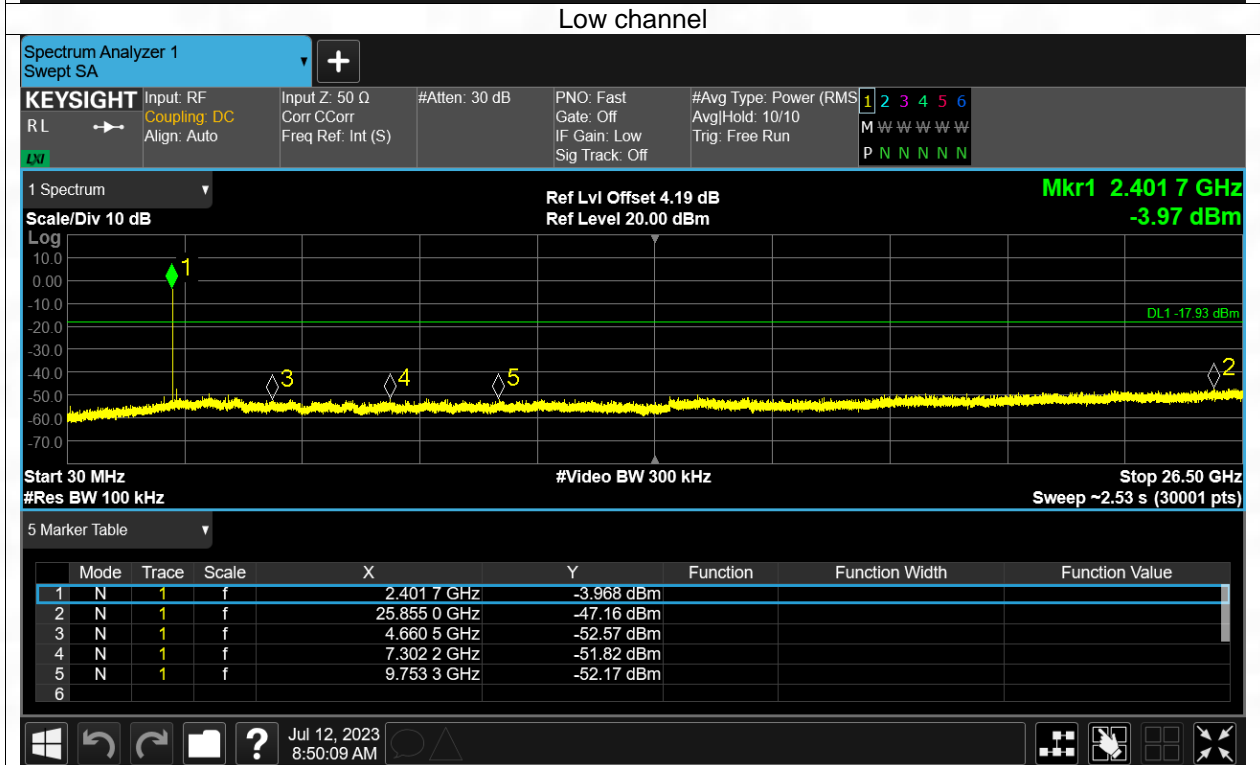 Low channel
Spectrum Analyzer 1
Swept SA
+
KEYSIGHT
RL
LXI
Input: RF
Coupling: DC
Align: Auto
Input Z: 50 Ω
Corr CCorr
Freq Ref: Int (S)
#Atten: 30 dB
PNO: Fast
Gate: Off
IF Gain: Low
Sig Track: Off
#Avg Type: Power (RMS
Avg|Hold: 10/10
Trig: Free Run
1 2 3 4 5 6
M W W W W W
P N N N N N
1 Spectrum
Scale/Div 10 dB
Ref Lvl Offset 4.19 dB
Ref Level 20.00 dBm
Mkr1 2.401 7 GHz
-3.97 dBm
Log
10.0
0.00
-10.0
-20.0
-30.0
-40.0
-50.0
-60.0
-70.0
1
3
4
5
2
DL1 -17.93 dBm
Start 30 MHz
#Video BW 300 kHz
Stop 26.50 GHz
#Res BW 100 kHz
Sweep ~2.53 s (30001 pts)
5 Marker Table
Mode Trace Scale X Y Function Function Width Function Value
1 N 1 f 2.401 7 GHz -3.968 dBm
2 N 1 f 25.855 0 GHz -47.16 dBm
3 N 1 f 4.660 5 GHz -52.57 dBm
4 N 1 f 7.302 2 GHz -51.82 dBm
5 N 1 f 9.753 3 GHz -52.17 dBm
6
?
Jul 12, 2023
8:50:09 AM